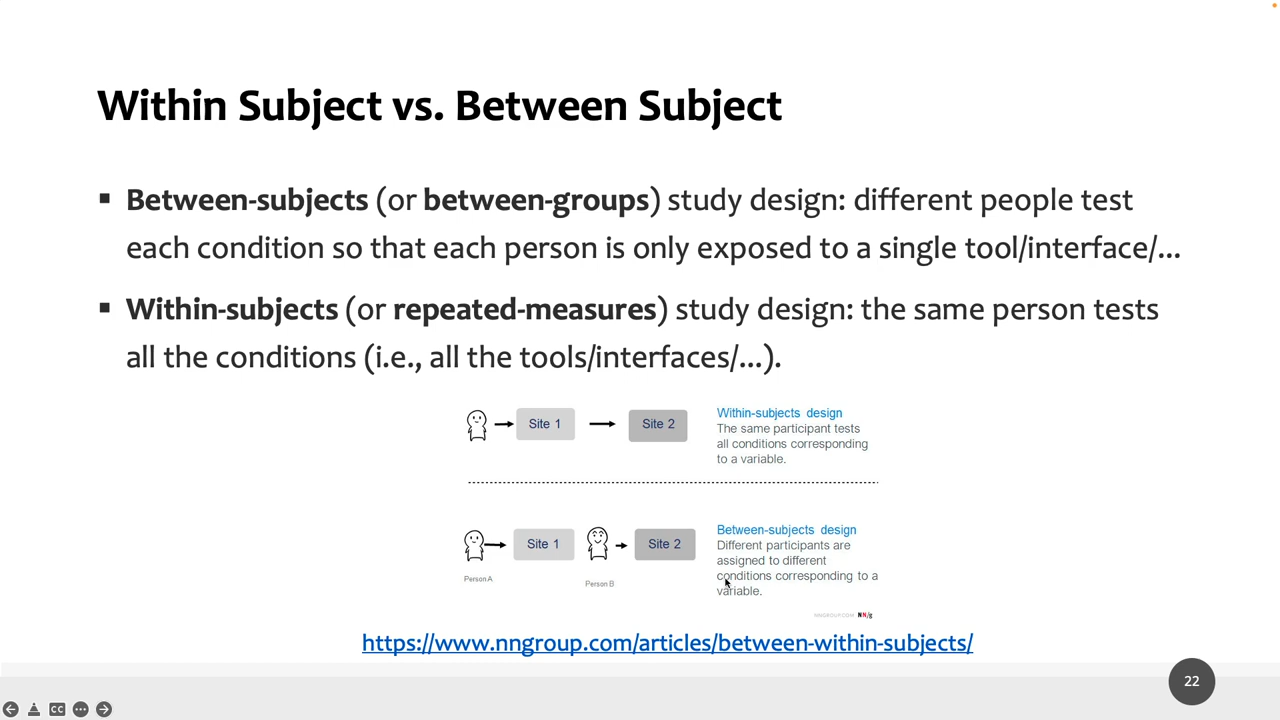 Within Subject vs. Between Subject
▪ Between-subjects (or between-groups) study design: different people test
each condition so that each person is only exposed to a single tool/interface/...
▪ Within-subjects (or repeated-measures) study design: the same person tests
all the conditions (i.e., all the tools/interfaces/...).
Site 1
Site 2
Within-subjects design
The same participant tests
all conditions corresponding
to a variable.
Site 1
Site 2
Person A
Person B
Between-subjects design
Different participants are
assigned to different
conditions corresponding to a
variable.
NNGROUP.COM NN/g
https://www.nngroup.com/articles/between-within-subjects/
22
CC